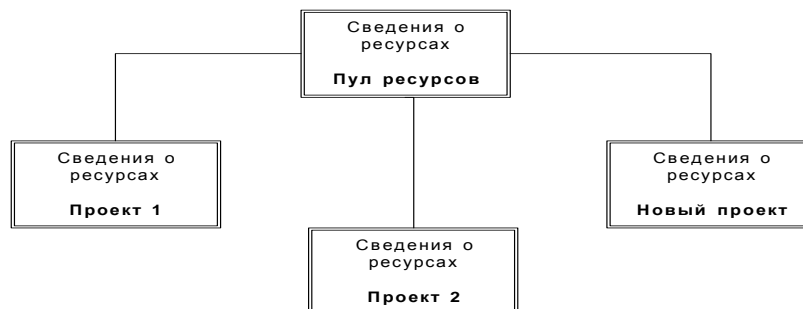 Сведения о
ресурсах
Пул ресурсов
Сведения о
ресурсах
Проект 1
Сведения о
ресурсах
Проект 2
Сведения о
ресурсах
Новый проект